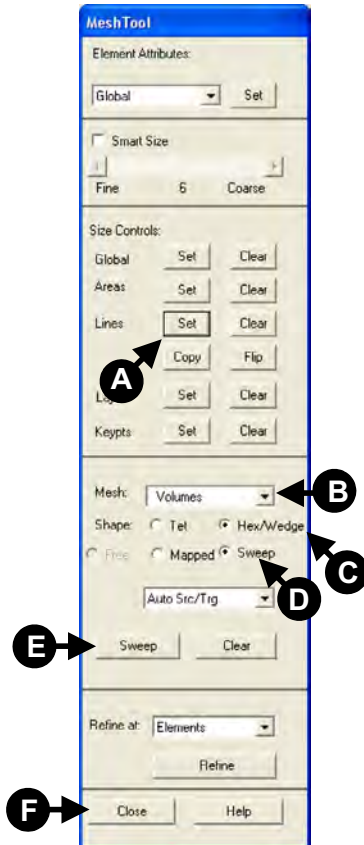 MeshTool
Element Attributes:
Global Set
Smart Size
Fine 6 Coarse
Size Controls:
Global Set Clear
Areas Set Clear
Lines Set Clear
A
Copy Flip
Set Clear
Keypts Set Clear
Mesh: Volumes B
Shape: Tet Hex/Wedge
C
Free Mapped Sweep
D
Auto Src/Trg
E Sweep Clear
Refine at: Elements
Refine
F Close Help